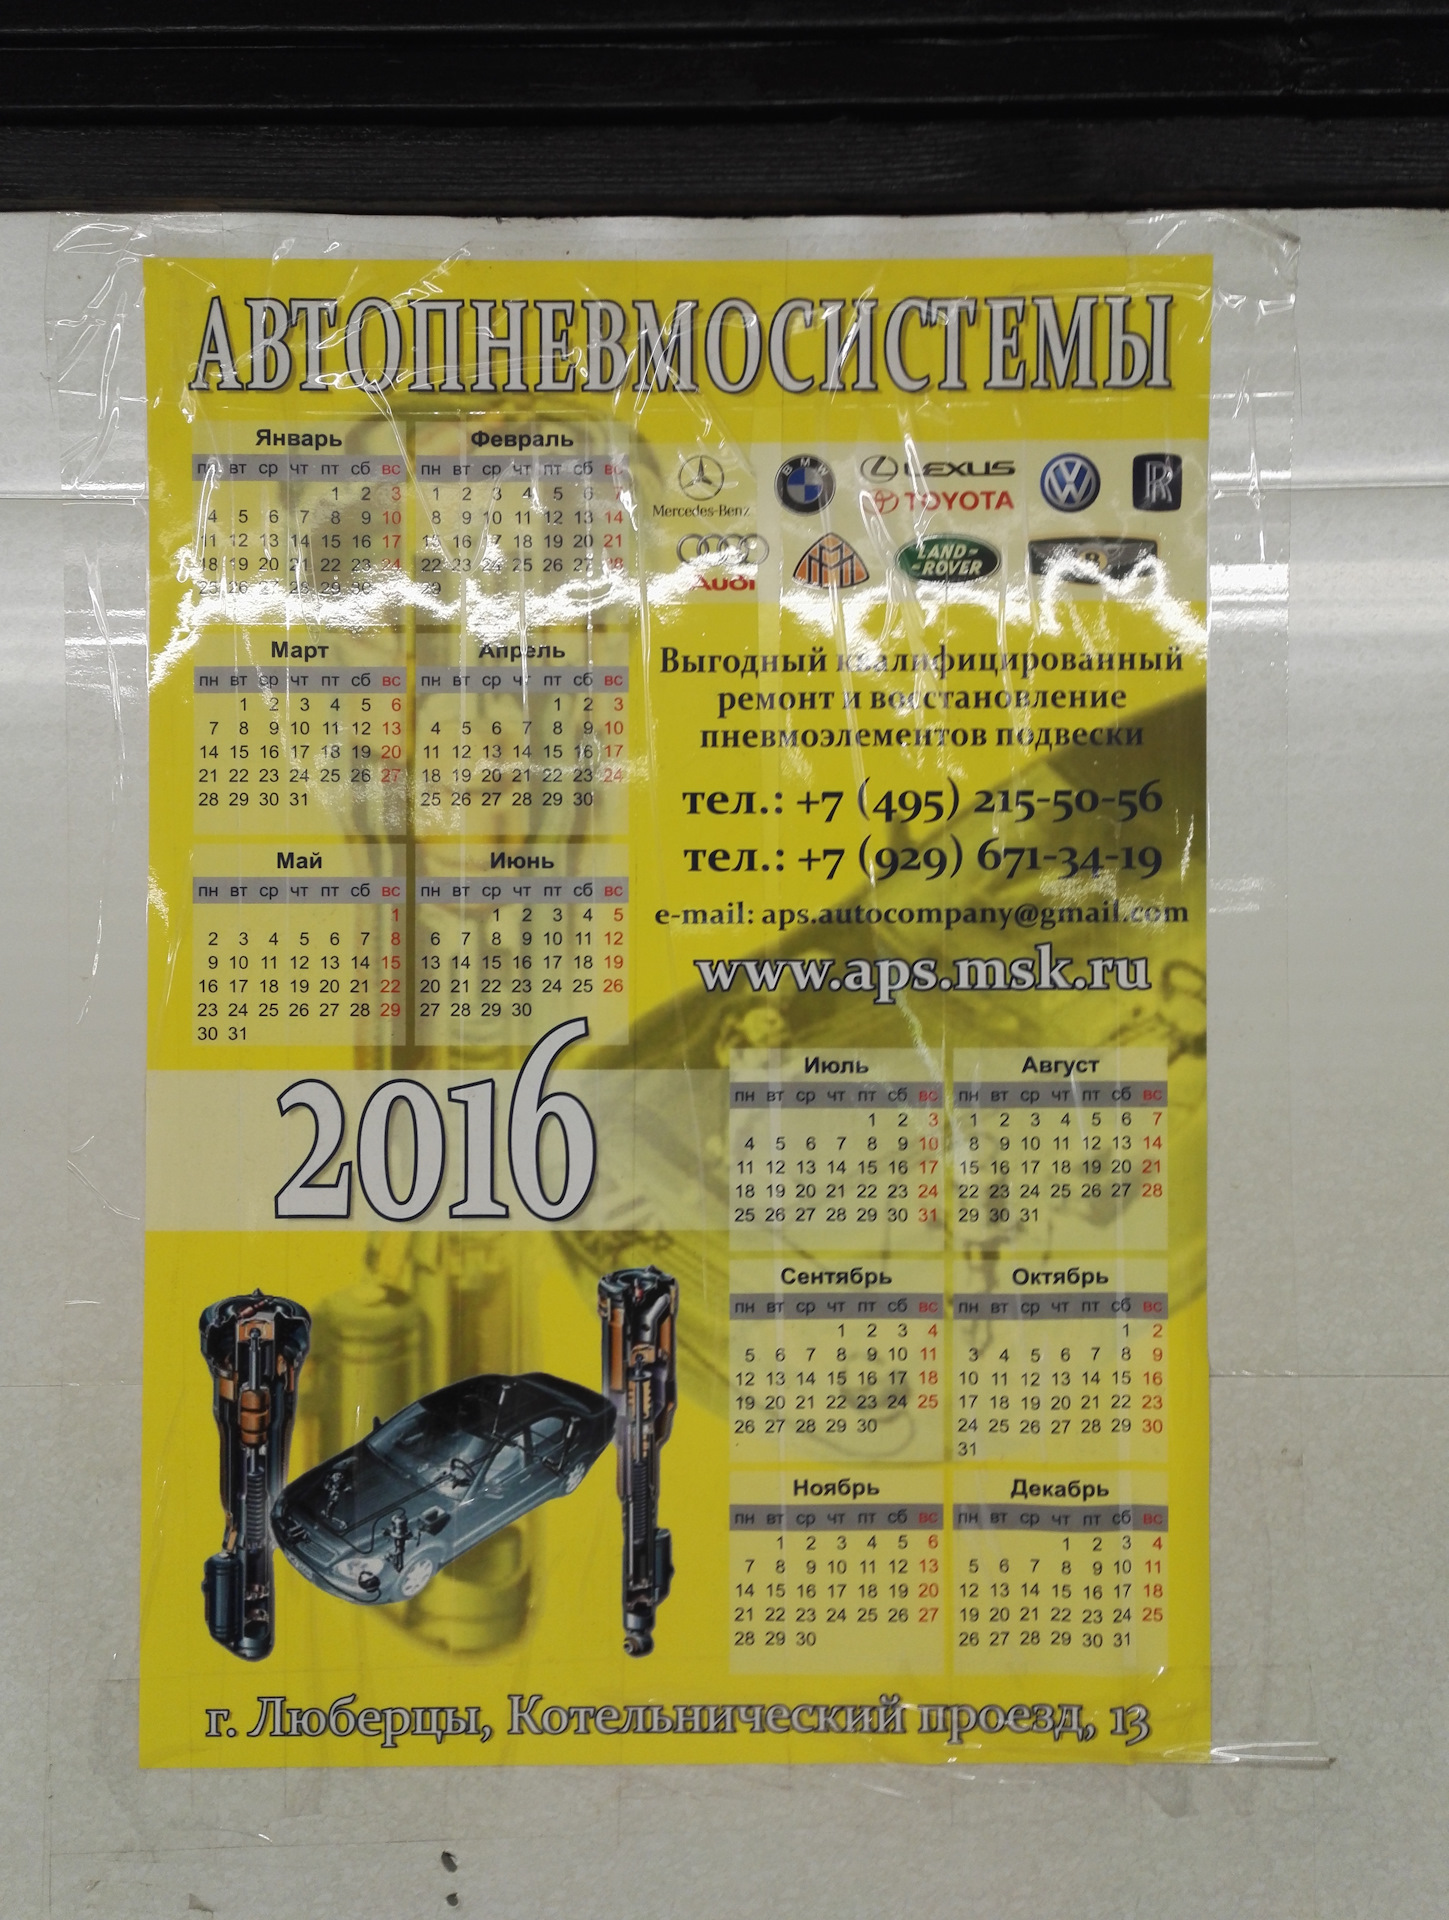 АВТОПНЕВМОСИСТЕМЫ
Январь
пн вт ср чт пт сб вс
1 2 3
4 5 6 7 8 9 10
11 12 13 14 15 16 17
18 19 20 21 22 23 24
25 26 27 28 29 30
Февраль
пн вт ср чт пт сб вс
1 2 3 4 5 6 7
8 9 10 11 12 13 14
15 16 17 18 19 20 21
22 23 24 25 26 27 28
29
Mercedes-Benz
BMW
LEXUS
TOYOTA
VW
RR
Audi
MM
LAND-
-ROVER
B
Март
пн вт ср чт пт сб вс
1 2 3 4 5 6
7 8 9 10 11 12 13
14 15 16 17 18 19 20
21 22 23 24 25 26 27
28 29 30 31
Апрель
пн вт ср чт пт сб вс
1 2 3
4 5 6 7 8 9 10
11 12 13 14 15 16 17
18 19 20 21 22 23 24
25 26 27 28 29 30
Май
пн вт ср чт пт сб вс
1
2 3 4 5 6 7 8
9 10 11 12 13 14 15
16 17 18 19 20 21 22
23 24 25 26 27 28 29
30 31
Июнь
пн вт ср чт пт сб вс
1 2 3 4 5
6 7 8 9 10 11 12
13 14 15 16 17 18 19
20 21 22 23 24 25 26
27 28 29 30
Выгодный квалифицированный
ремонт и восстановление
пневмоэлементов подвески
тел.: +7 (495) 215-50-56
тел.: +7 (929) 671-34-19
e-mail: aps.autocompany@gmail.com
www.aps.msk.ru
2016
Июль
пн вт ср чт пт сб вс
1 2 3
4 5 6 7 8 9 10
11 12 13 14 15 16 17
18 19 20 21 22 23 24
25 26 27 28 29 30 31
Август
пн вт ср чт пт сб вс
1 2 3 4 5 6 7
8 9 10 11 12 13 14
15 16 17 18 19 20 21
22 23 24 25 26 27 28
29 30 31
Сентябрь
пн вт ср чт пт сб вс
1 2 3 4
5 6 7 8 9 10 11
12 13 14 15 16 17 18
19 20 21 22 23 24 25
26 27 28 29 30
Октябрь
пн вт ср чт пт сб вс
1 2
3 4 5 6 7 8 9
10 11 12 13 14 15 16
17 18 19 20 21 22 23
24 25 26 27 28 29 30
31
Ноябрь
пн вт ср чт пт сб вс
1 2 3 4 5 6
7 8 9 10 11 12 13
14 15 16 17 18 19 20
21 22 23 24 25 26 27
28 29 30
Декабрь
пн вт ср чт пт сб вс
1 2 3 4
5 6 7 8 9 10 11
12 13 14 15 16 17 18
19 20 21 22 23 24 25
26 27 28 29 30 31
г. Люберцы, Котельнический проезд, 13